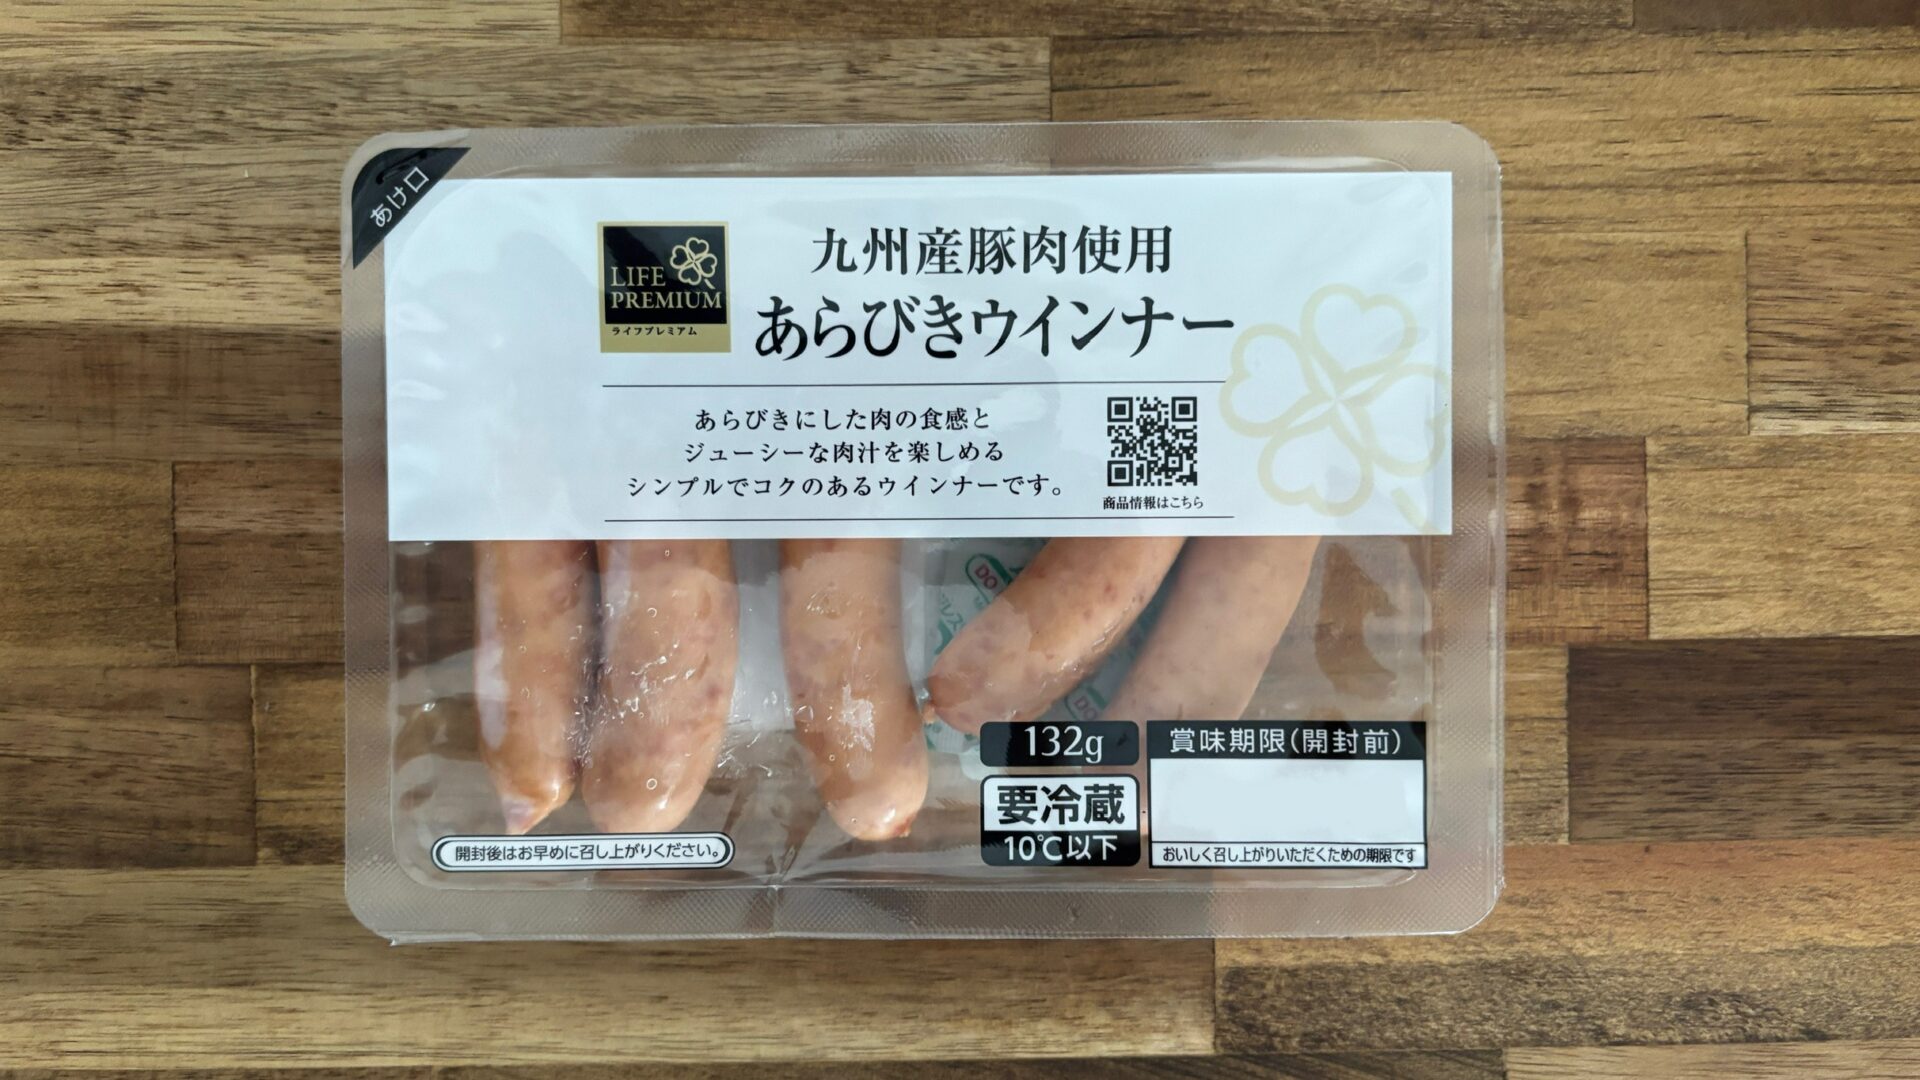 あけ口
LIFE
PREMIUM
ライフプレミアム
九州産豚肉使用
あらびきウインナー
あらびきにした肉の食感と
ジューシーな肉汁を楽しめる
シンプルでコクのあるウインナーです。
商品情報はこちら
DO
DO
132g
要冷蔵
10℃以下
賞味期限(開封前)
おいしく召し上がりいただくための期限です
開封後はお早めに召し上がりください。